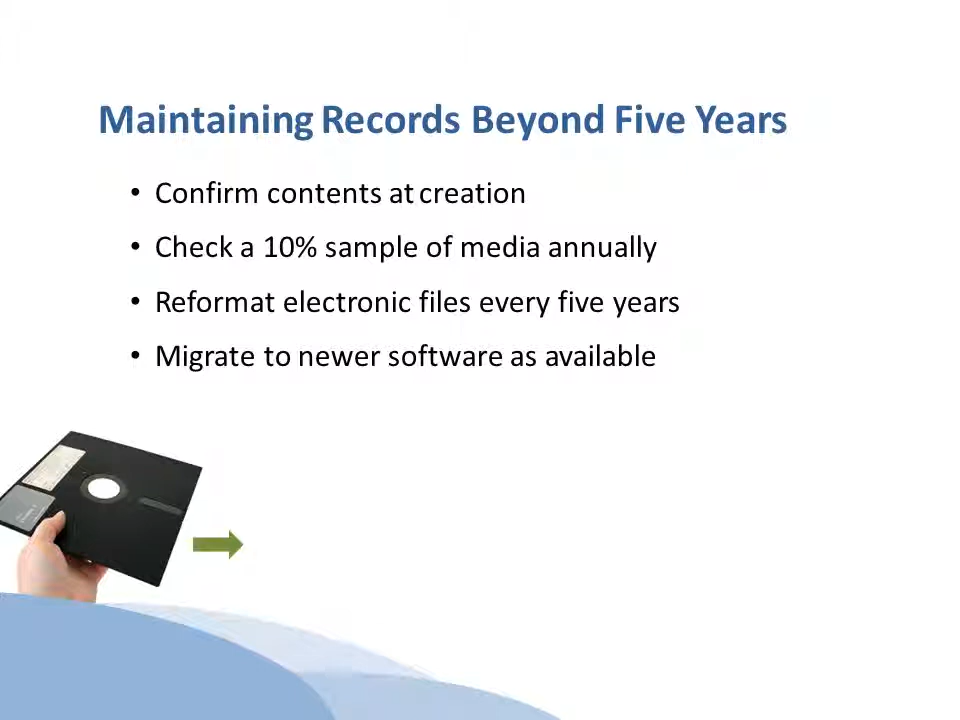 Maintaining Records Beyond Five Years
• Confirm contents at creation
• Check a 10% sample of media annually
• Reformat electronic files every five years
• Migrate to newer software as available